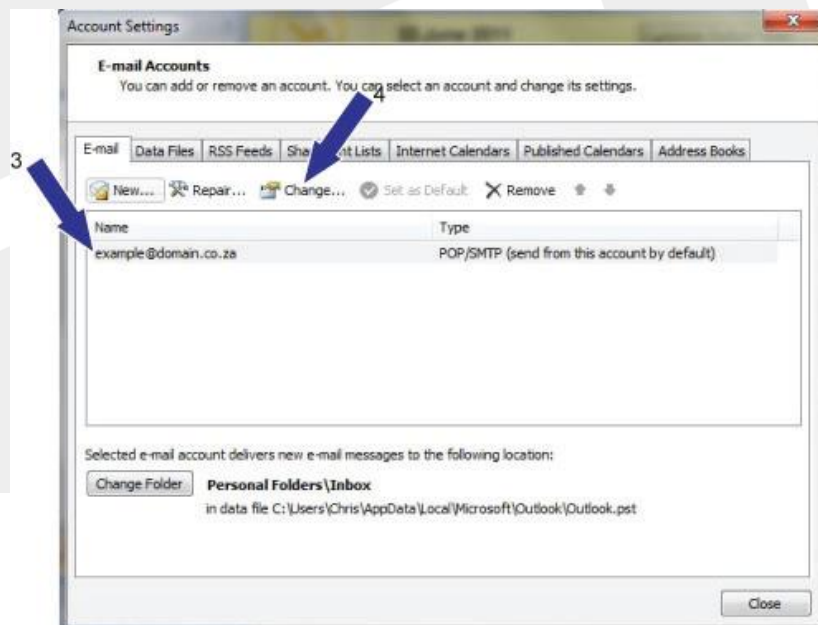 Account Settings
E-mail Accounts
You can add or remove an account. You can select an account and change its settings.
4
3
E-mail Data Files RSS Feeds Internet Calendars Published Calendars Address Books
New... Repair... Change... Set as Default Remove
Name Type
example@domain.co.za POP/SMTP (send from this account by default)
Selected e-mail account delivers new e-mail messages to the following location:
Change Folder Personal Folders\Inbox
in data file C:\Users\Chris\AppData\Local\Microsoft\Outlook\Outlook.pst
Close